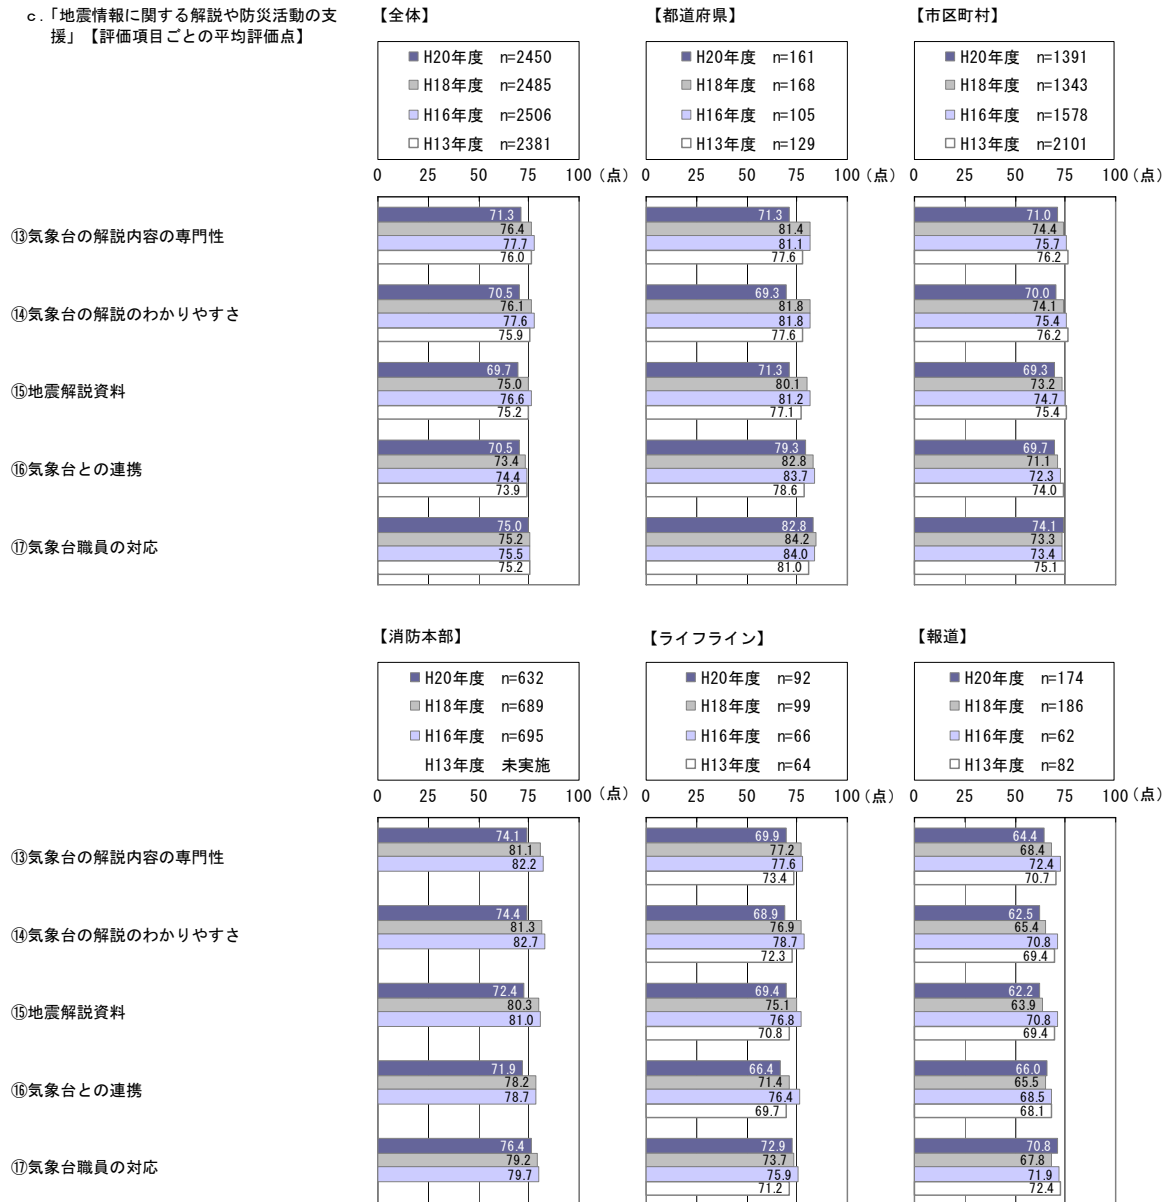 ｃ．「地震情報に関する解説や防災活動の支
援」【評価項目ごとの平均評価点】
【全体】
H20年度 n=2450
H18年度 n=2485
H16年度 n=2506
H13年度 n=2381
【都道府県】
H20年度 n=161
H18年度 n=168
H16年度 n=105
H13年度 n=129
【市区町村】
H20年度 n=1391
H18年度 n=1343
H16年度 n=1578
H13年度 n=2101
0 25 50 75 100（点）
0 25 50 75 100（点）
0 25 50 75 100（点）
⑬気象台の解説内容の専門性
71.3
76.4
77.7
76.0
71.3
81.4
81.1
77.6
71.0
74.4
75.7
76.2
⑭気象台の解説のわかりやすさ
70.5
76.1
77.6
75.9
69.3
81.8
81.8
77.6
70.0
74.1
75.4
76.2
⑮地震解説資料
69.7
75.0
76.6
75.2
71.3
80.1
81.2
77.1
69.3
73.2
74.7
75.4
⑯気象台との連携
70.5
73.4
74.4
73.9
79.3
82.8
83.7
78.6
69.7
71.1
72.3
74.0
⑰気象台職員の対応
75.0
75.2
75.5
75.2
82.8
84.2
84.0
81.0
74.1
73.3
73.4
75.1
【消防本部】
H20年度 n=632
H18年度 n=689
H16年度 n=695
H13年度 未実施
【ライフライン】
H20年度 n=92
H18年度 n=99
H16年度 n=66
H13年度 n=64
【報道】
H20年度 n=174
H18年度 n=186
H16年度 n=62
H13年度 n=82
0 25 50 75 100（点）
0 25 50 75 100（点）
0 25 50 75 100（点）
⑬気象台の解説内容の専門性
74.1
81.1
82.2
69.9
77.2
77.6
73.4
64.4
68.4
72.4
70.7
⑭気象台の解説のわかりやすさ
74.4
81.3
82.7
68.9
76.9
78.7
72.3
62.5
65.4
70.8
69.4
⑮地震解説資料
72.4
80.3
81.0
69.4
75.1
76.8
70.8
62.2
63.9
70.8
69.4
⑯気象台との連携
71.9
78.2
78.7
66.4
71.4
76.4
69.7
66.0
65.5
68.5
68.1
⑰気象台職員の対応
76.4
79.2
79.7
72.9
73.7
75.9
71.2
70.8
67.8
71.9
72.4